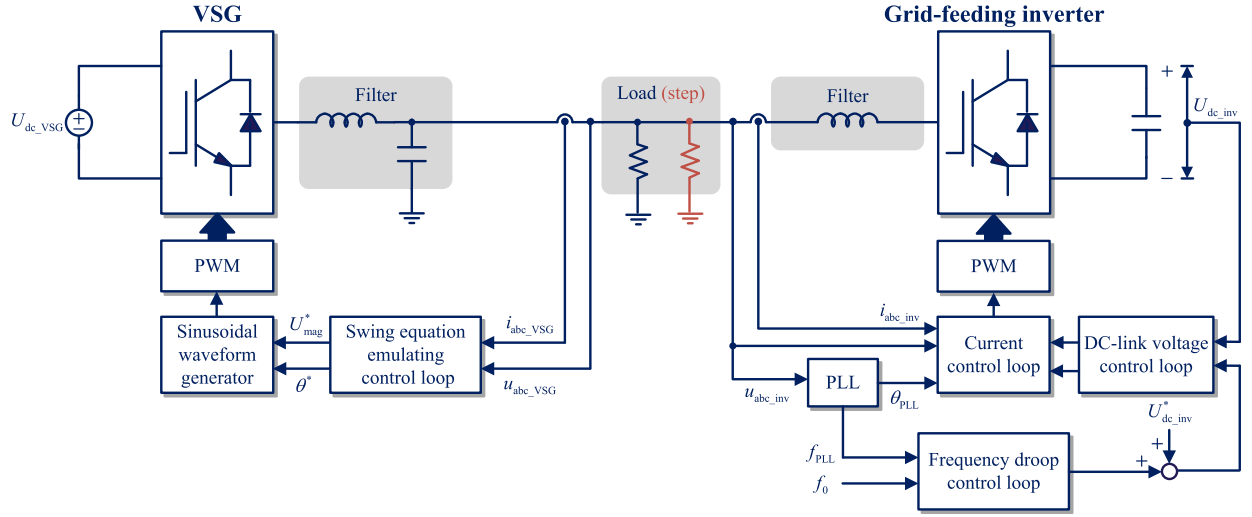 VSG
Grid-feeding inverter
U_dc_VSG
+
−
Filter
Load (step)
Filter
+
U_dc_inv
−
PWM
PWM
Sinusoidal
waveform
generator
U*_mag
θ*
Swing equation
emulating
control loop
i_abc_VSG
u_abc_VSG
i_abc_inv
Current
control loop
DC-link voltage
control loop
u_abc_inv
PLL
θ_PLL
U*_dc_inv
+
+
f_PLL
f_0
Frequency droop
control loop